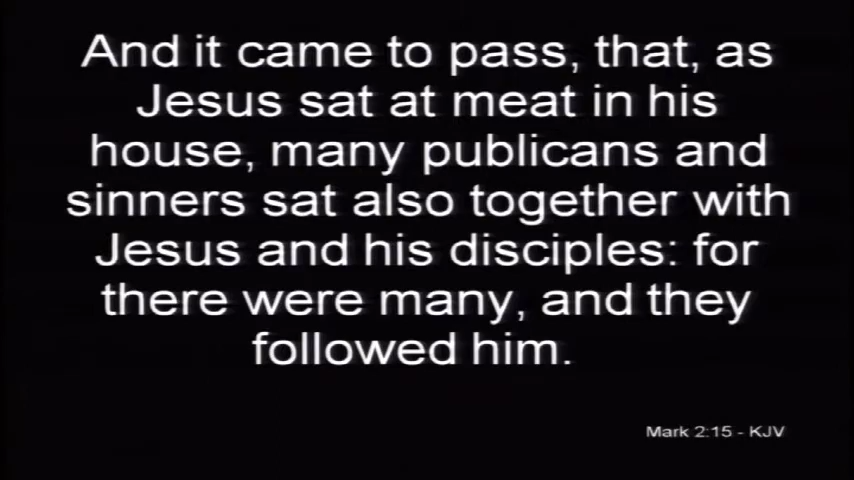 And it came to pass, that, as
Jesus sat at meat in his
house, many publicans and
sinners sat also together with
Jesus and his disciples: for
there were many, and they
followed him.
Mark 2:15 - KJV